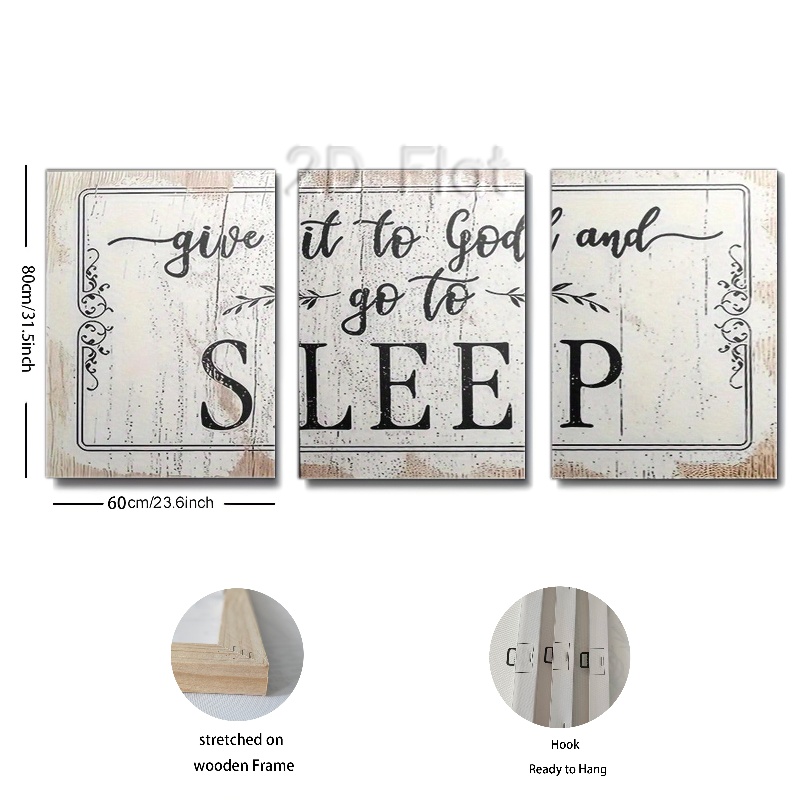 2D Flat
give it to God and
go to
SLEEP
80cm/31.5inch
60cm/23.6inch
stretched on
wooden Frame
Hook
Ready to Hang